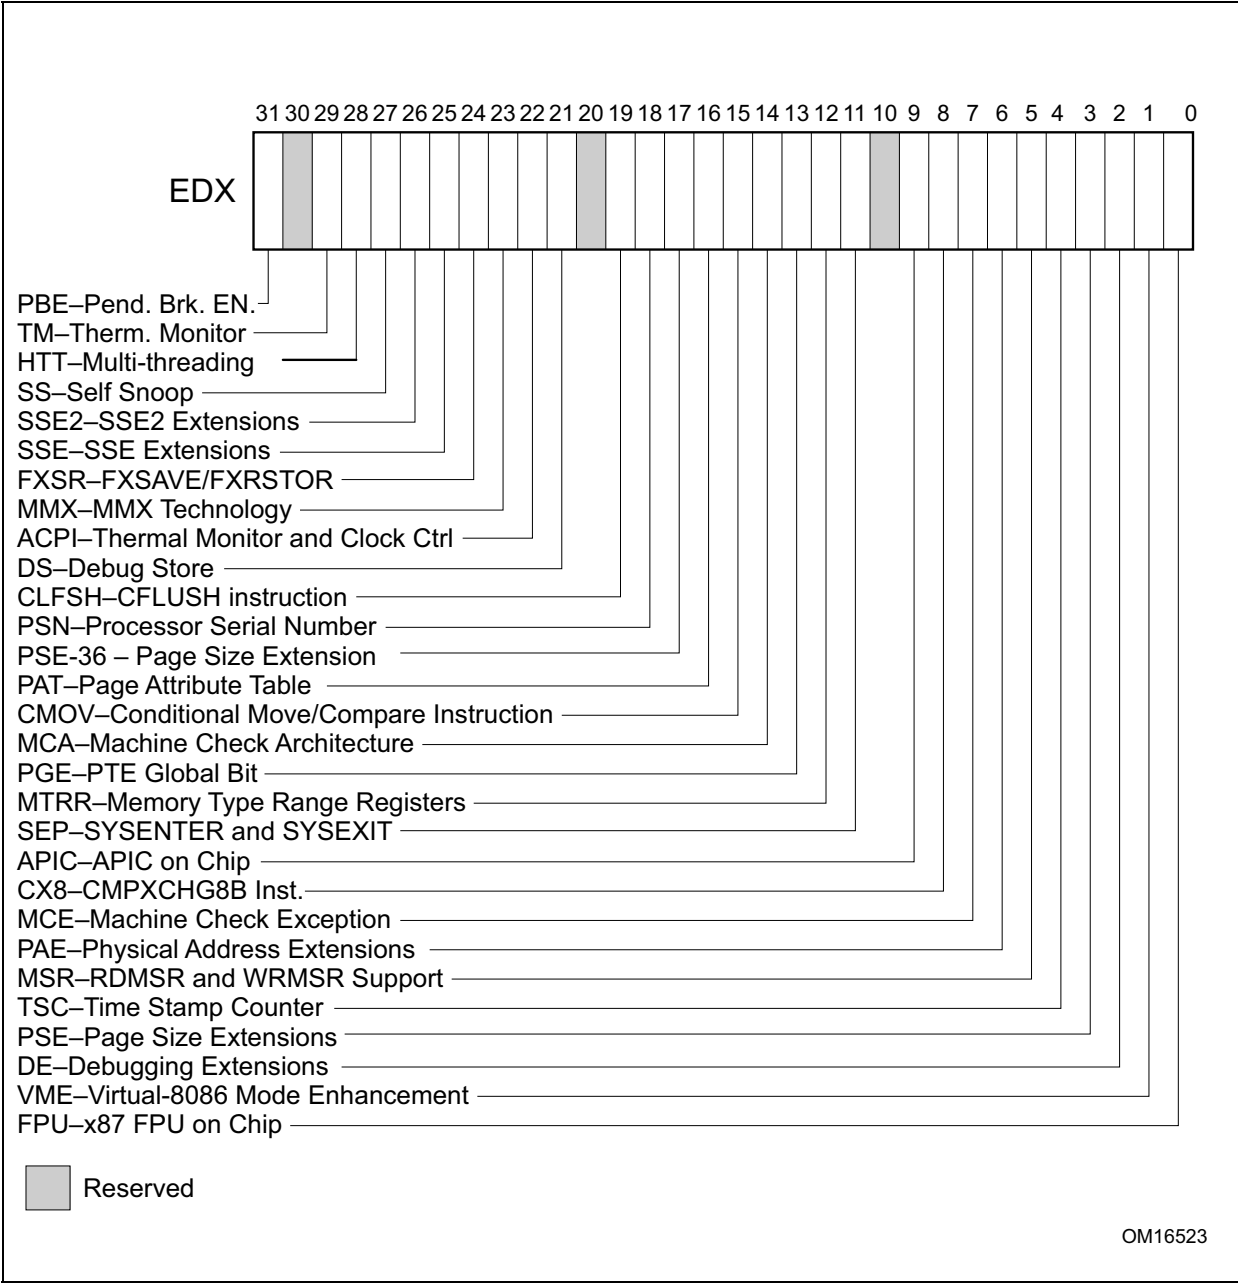 31 30 29 28 27 26 25 24 23 22 21 20 19 18 17 16 15 14 13 12 11 10 9 8 7 6 5 4 3 2 1 0
EDX
PBE–Pend. Brk. EN.
TM–Therm. Monitor
HTT–Multi-threading
SS–Self Snoop
SSE2–SSE2 Extensions
SSE–SSE Extensions
FXSR–FXSAVE/FXRSTOR
MMX–MMX Technology
ACPI–Thermal Monitor and Clock Ctrl
DS–Debug Store
CLFSH–CFLUSH instruction
PSN–Processor Serial Number
PSE-36 – Page Size Extension
PAT–Page Attribute Table
CMOV–Conditional Move/Compare Instruction
MCA–Machine Check Architecture
PGE–PTE Global Bit
MTRR–Memory Type Range Registers
SEP–SYSENTER and SYSEXIT
APIC–APIC on Chip
CX8–CMPXCHG8B Inst.
MCE–Machine Check Exception
PAE–Physical Address Extensions
MSR–RDMSR and WRMSR Support
TSC–Time Stamp Counter
PSE–Page Size Extensions
DE–Debugging Extensions
VME–Virtual-8086 Mode Enhancement
FPU–x87 FPU on Chip
Reserved
OM16523